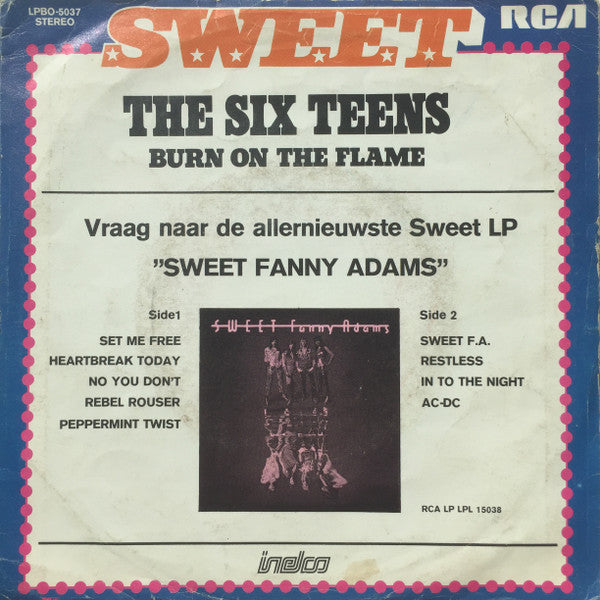 LPBO-5037
STEREO
SWEET
RCA
THE SIX TEENS
BURN ON THE FLAME
Vraag naar de allernieuwste Sweet LP
”SWEET FANNY ADAMS”
Side1
SET ME FREE
HEARTBREAK TODAY
NO YOU DON'T
REBEL ROUSER
PEPPERMINT TWIST
SWEET Fanny Adams
Side 2
SWEET F.A.
RESTLESS
IN TO THE NIGHT
AC-DC
RCA LP LPL 15038
indco